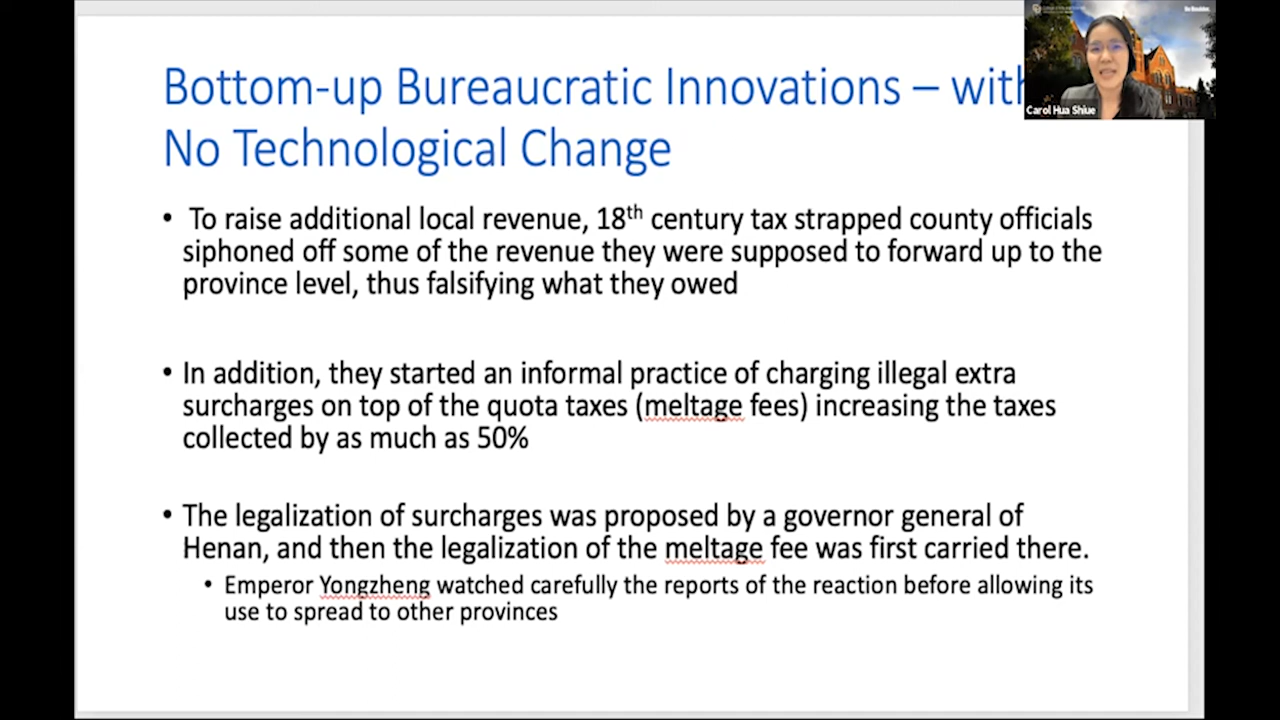 Bottom-up Bureaucratic Innovations – with
No Technological Change
• To raise additional local revenue, 18th century tax strapped county officials
siphoned off some of the revenue they were supposed to forward up to the
province level, thus falsifying what they owed
• In addition, they started an informal practice of charging illegal extra
surcharges on top of the quota taxes (meltage fees) increasing the taxes
collected by as much as 50%
• The legalization of surcharges was proposed by a governor general of
Henan, and then the legalization of the meltage fee was first carried there.
• Emperor Yongzheng watched carefully the reports of the reaction before allowing its
use to spread to other provinces
Be Boulder.
Carol Hua Shiue